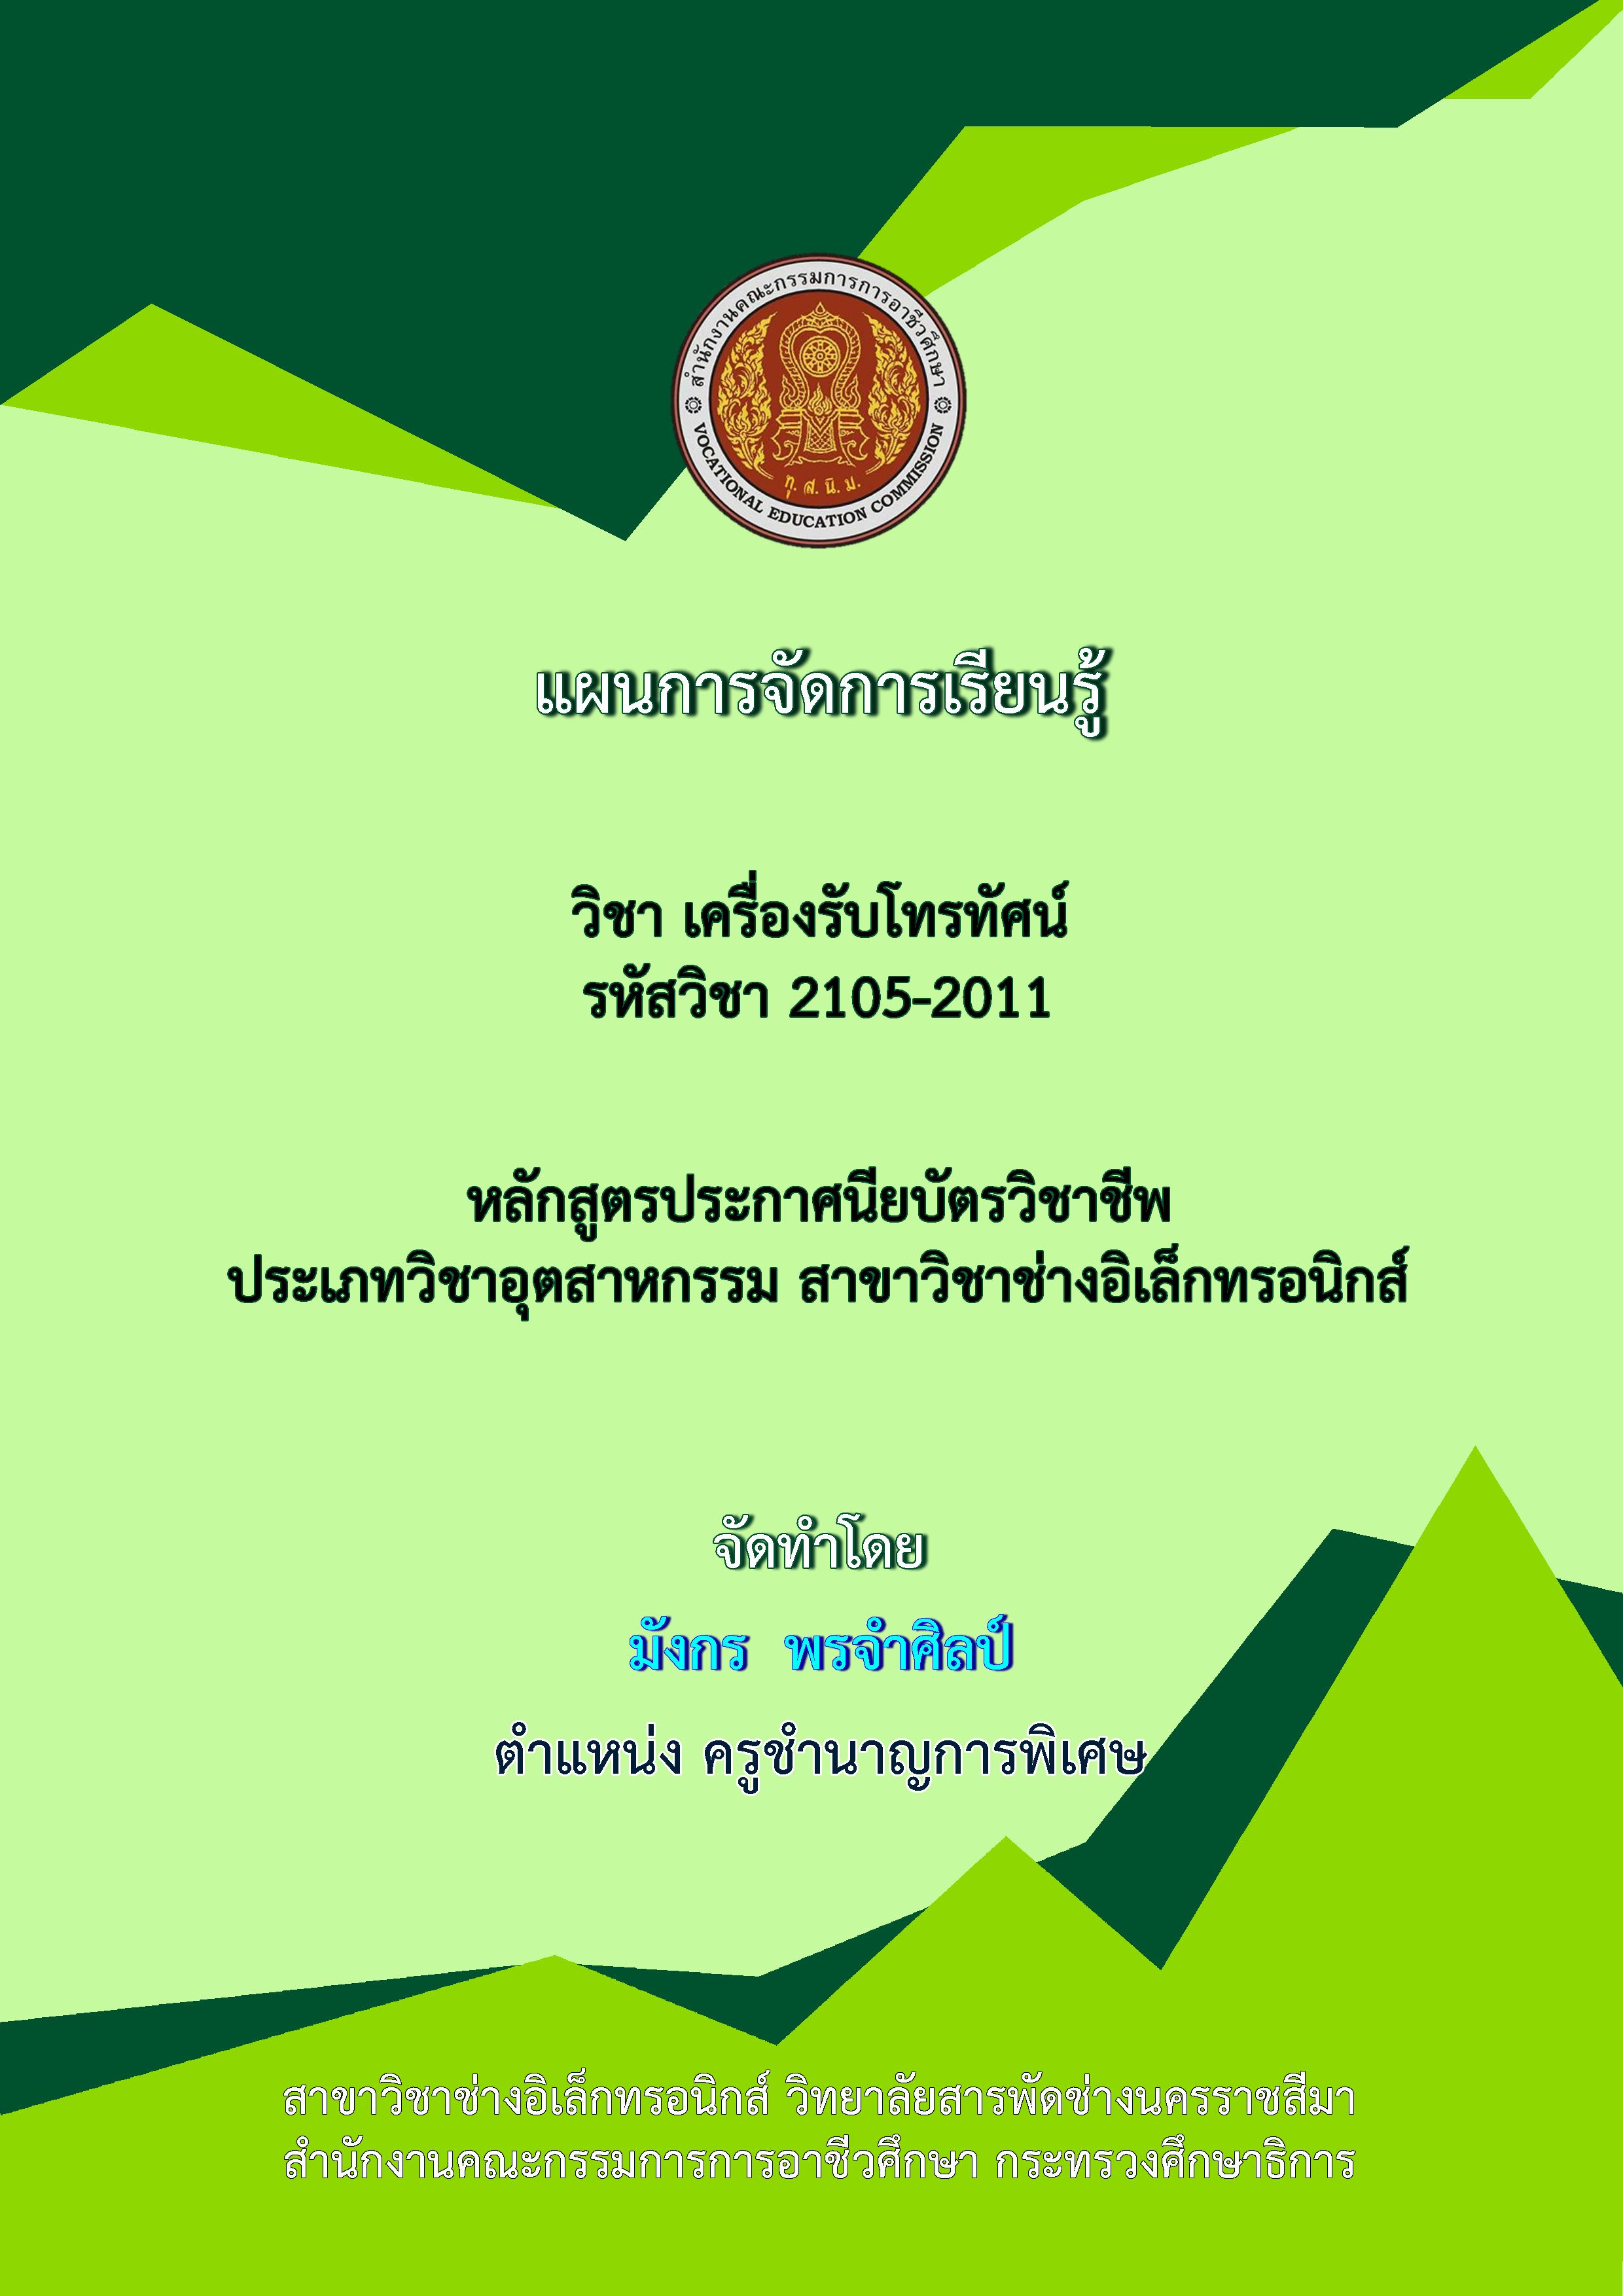 สำนักงานคณะกรรมการการอาชีวศึกษา
ทุ. ส. นิ. ม.
VOCATIONAL EDUCATION COMMISSION
แผนการจัดการเรียนรู้
วิชา เครื่องรับโทรทัศน์
รหัสวิชา 2105-2011
หลักสูตรประกาศนียบัตรวิชาชีพ
ประเภทวิชาอุตสาหกรรม สาขาวิชาช่างอิเล็กทรอนิกส์
จัดทำโดย
มังกร พรจำศิลป์
ตำแหน่ง ครูชำนาญการพิเศษ
สาขาวิชาช่างอิเล็กทรอนิกส์ วิทยาลัยสารพัดช่างนครราชสีมา
สำนักงานคณะกรรมการการอาชีวศึกษา กระทรวงศึกษาธิการ